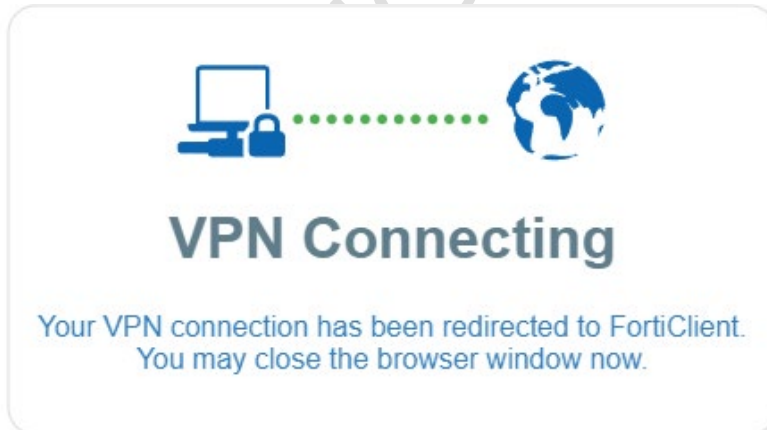 VPN Connecting
Your VPN connection has been redirected to FortiClient.
You may close the browser window now.